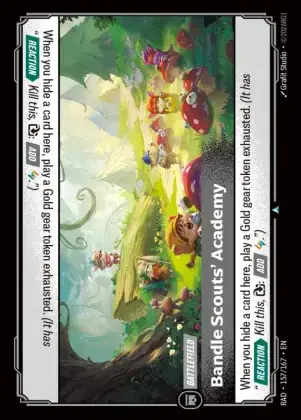 When you hide a card here, play a Gold gear token exhausted. (It has
"REACTION Kill this, : ADD .")
BATTLEFIELD
Bandle Scouts' Academy
When you hide a card here, play a Gold gear token exhausted. (It has
"REACTION Kill this, : ADD .")
RAD • 157/167 • EN
Grafit Studio • ©2026RGI